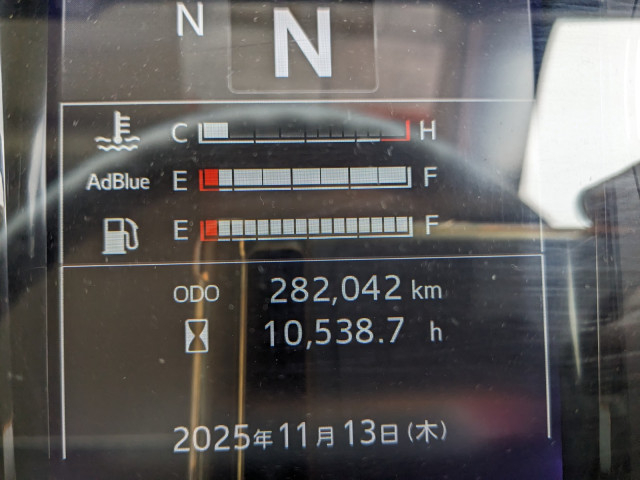 N N
C H
AdBlue E F
E F
ODO 282,042 km
10,538.7 h
2025年11月13日(木)